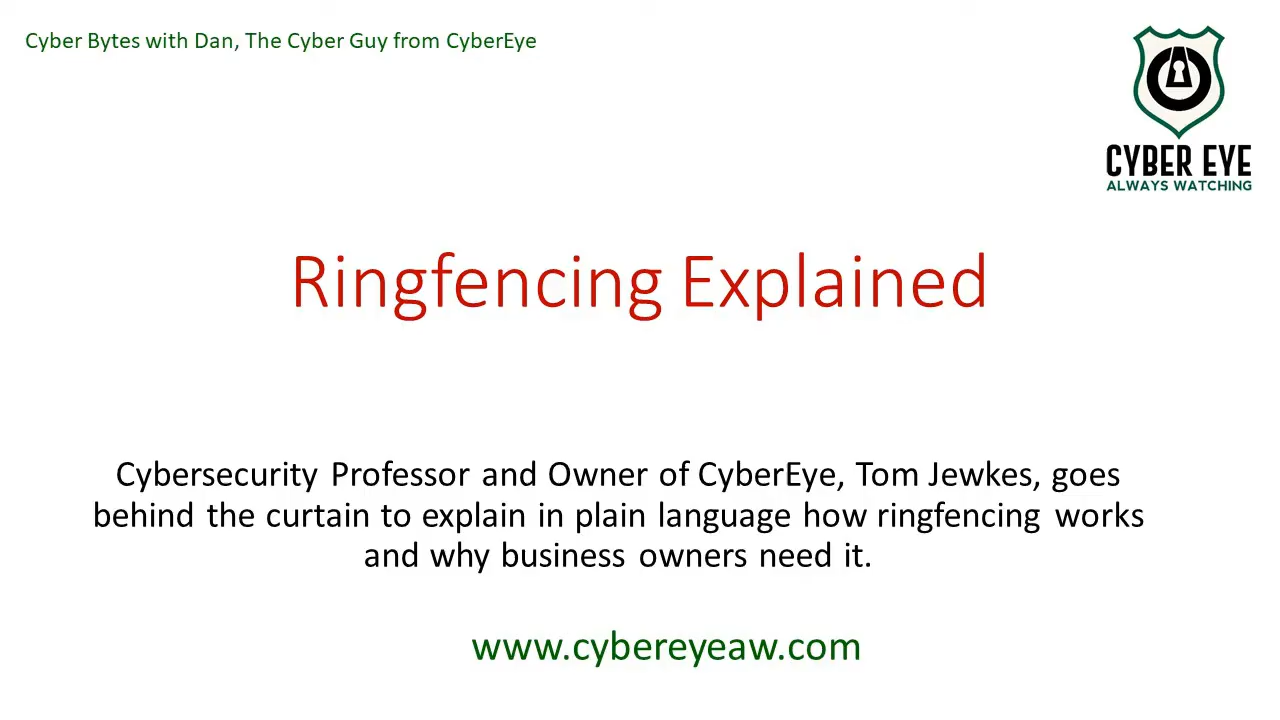 Cyber Bytes with Dan, The Cyber Guy from CyberEye
CYBER EYE
ALWAYS WATCHING
Ringfencing Explained
Cybersecurity Professor and Owner of CyberEye, Tom Jewkes, goes
behind the curtain to explain in plain language how ringfencing works
and why business owners need it.
www.cybereyeaw.com